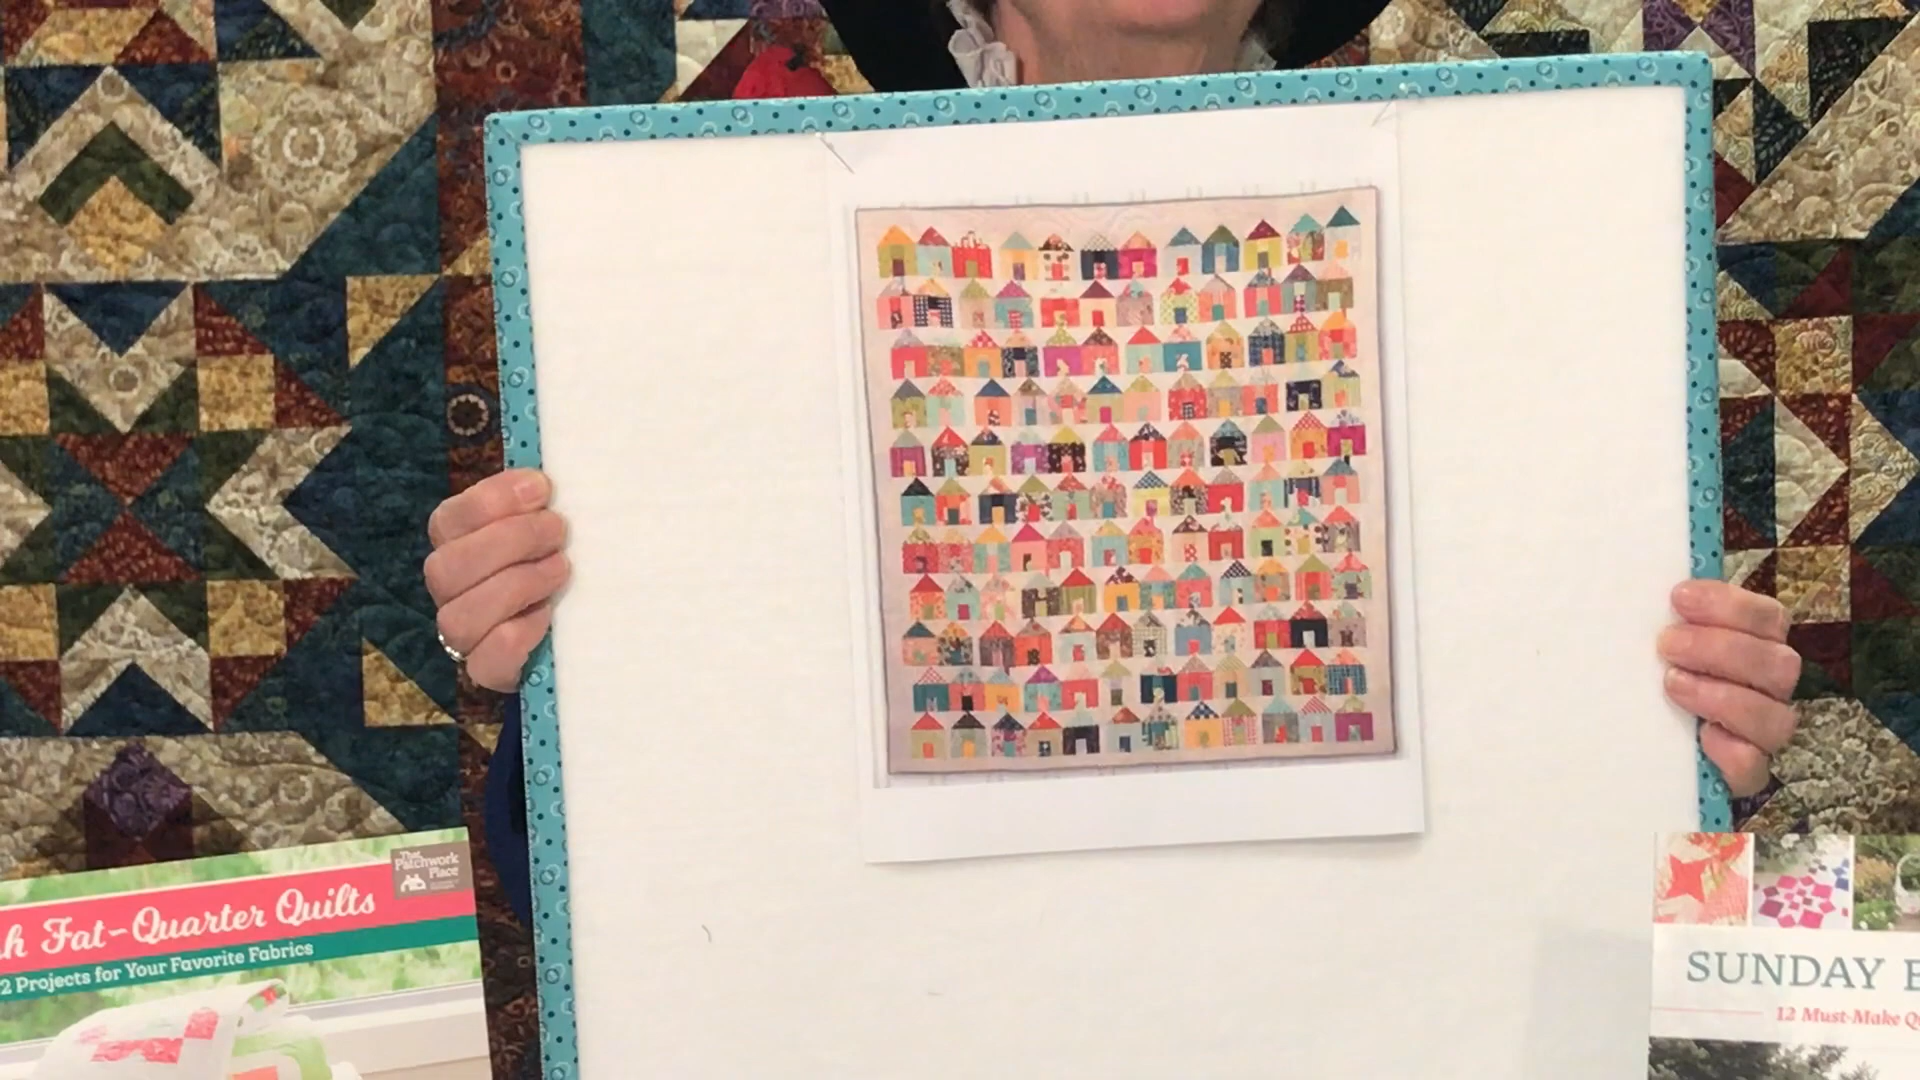 That
Patchwork
Place
h Fat-Quarter Quilts
2 Projects for Your Favorite Fabrics
SUNDAY
12 Must-Make